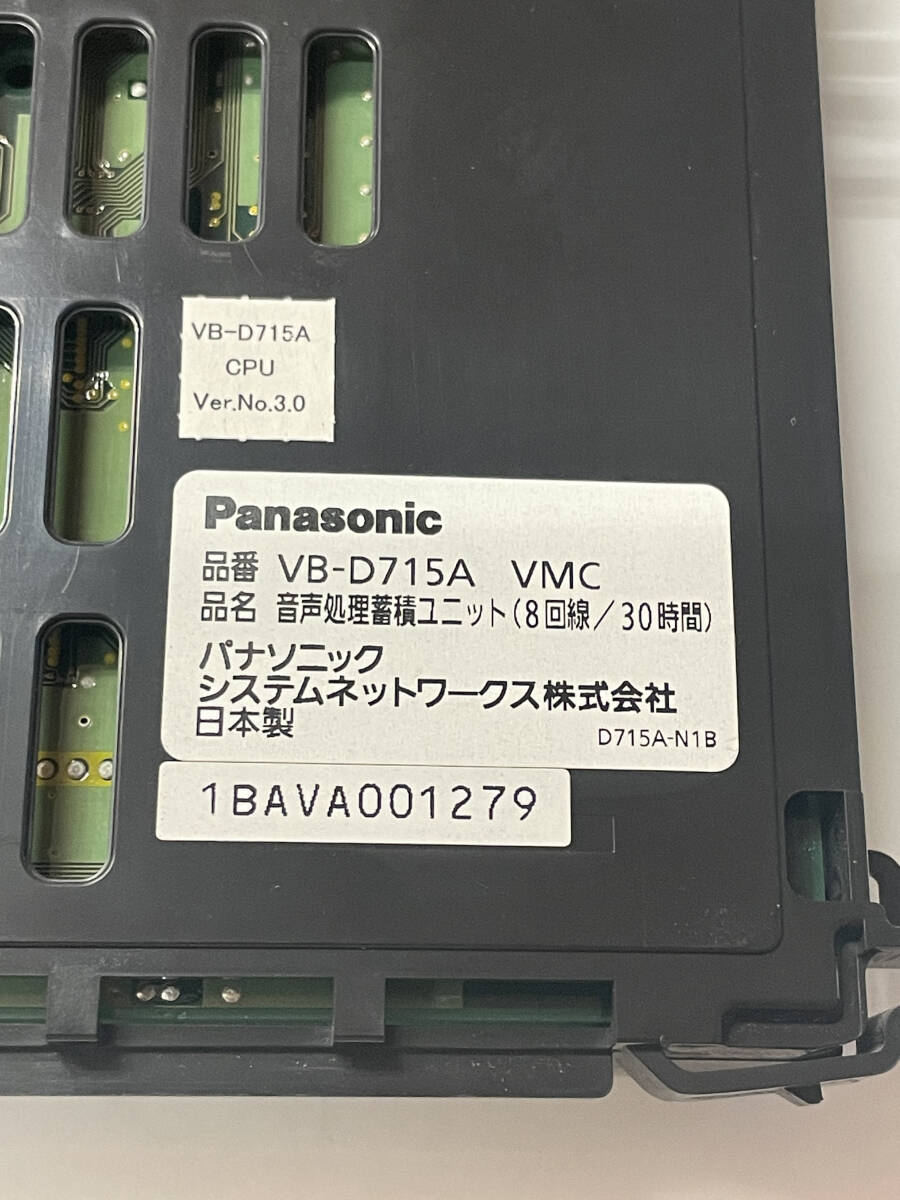 VB-D715A
CPU
Ver.No.3.0
Panasonic
品番 VB-D715A VMC
品名 音声処理蓄積ユニット(8回線/30時間)
パナソニック
システムネットワークス株式会社
日本製
D715A-N1B
1BAVA001279